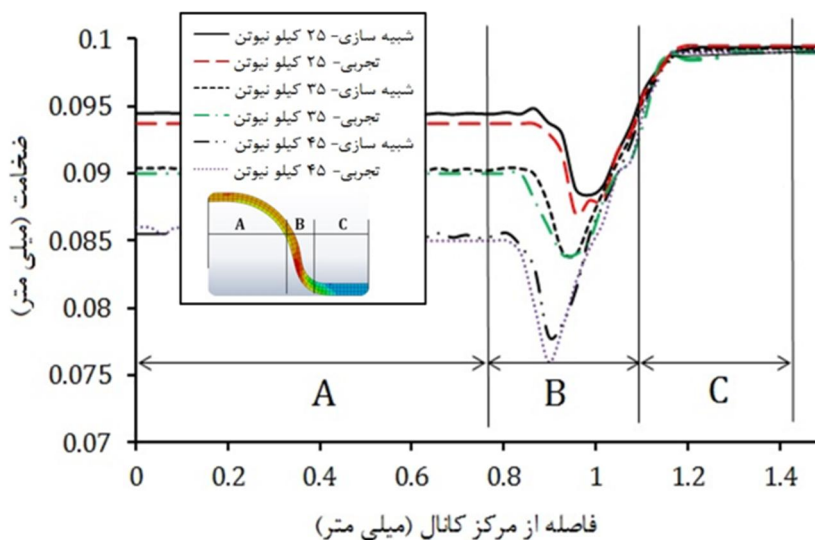 شبیه سازی- ۲۵ کیلو نیوتن
تجربی- ۲۵ کیلو نیوتن
شبیه سازی- ۳۵ کیلو نیوتن
تجربی- ۳۵ کیلو نیوتن
شبیه سازی- ۴۵ کیلو نیوتن
تجربی- ۴۵ کیلو نیوتن
A B C
ضخامت (میلی متر)
0.1
0.095
0.09
0.085
0.08
0.075
0.07
A B C
0 0.2 0.4 0.6 0.8 1 1.2 1.4
فاصله از مرکز کانال (میلی متر)